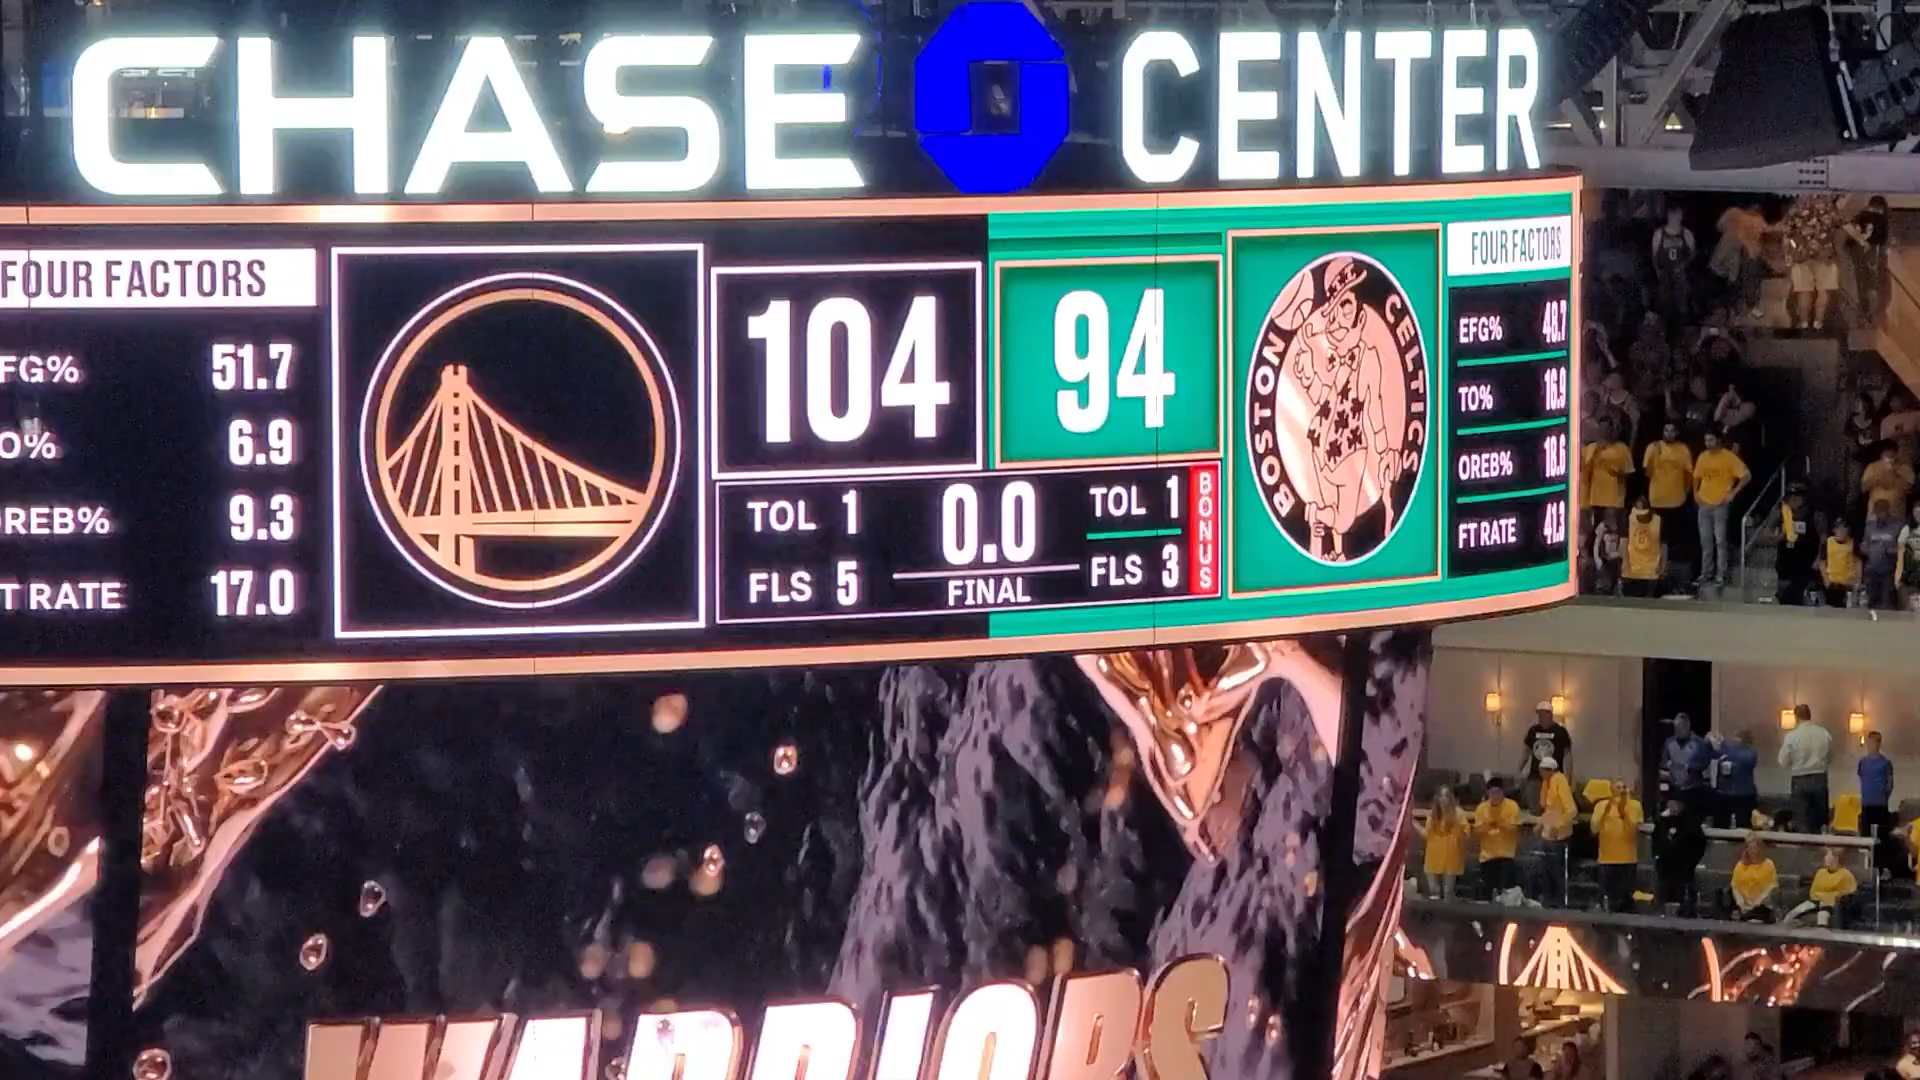 CHASE CENTER
FOUR FACTORS
FG% 51.7
O% 6.9
REB% 9.3
T RATE 17.0
104
94
TOL 1
FLS 5
0.0
FINAL
TOL 1
FLS 3
BONUS
BOSTON CELTICS
FOUR FACTORS
EFG% 48.7
TO% 16.9
OREB% 18.6
FT RATE 41.3
WARRIORS